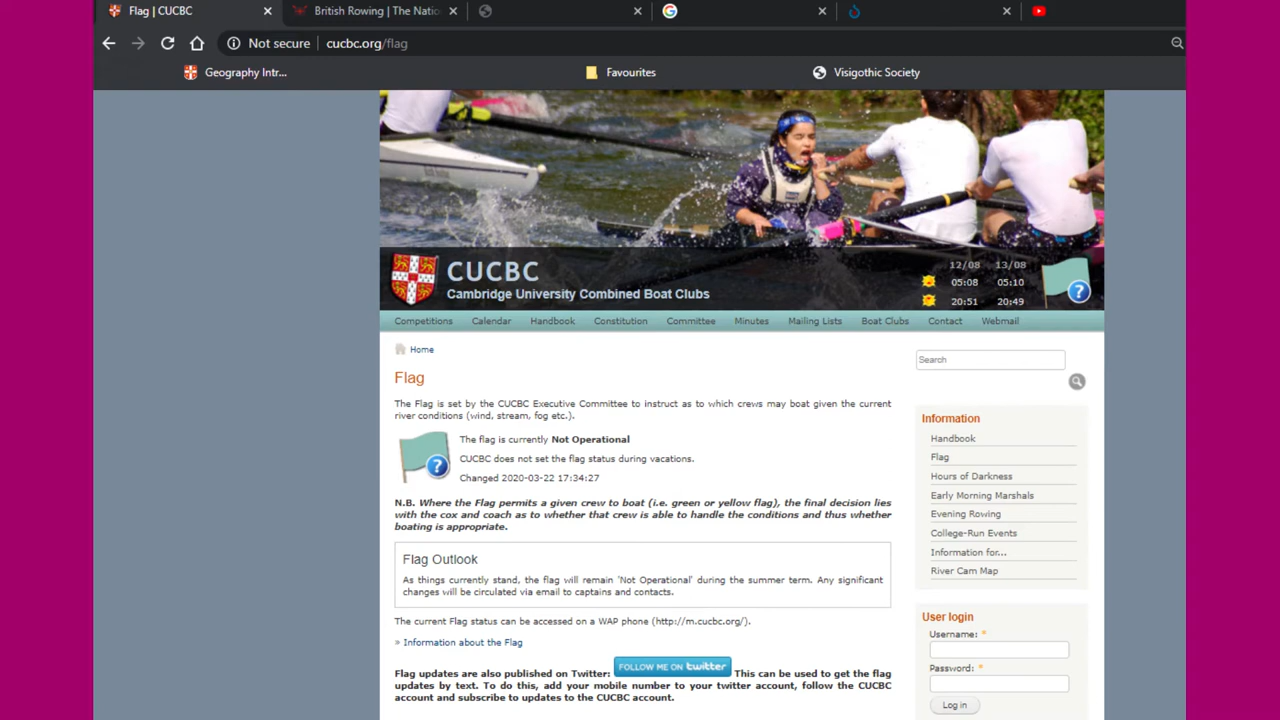 Flag | CUCBC
British Rowing | The Natio
Not secure
cucbc.org/flag
Geography Intr...
Favourites
Visigothic Society
CUCBC
Cambridge University Combined Boat Clubs
12/08 13/08
05:08 05:10
20:51 20:49
Competitions Calendar Handbook Constitution Committee Minutes Mailing Lists Boat Clubs Contact Webmail
Home
Flag
The Flag is set by the CUCBC Executive Committee to instruct as to which crews may boat given the current
river conditions (wind, stream, fog etc.).
The flag is currently Not Operational
CUCBC does not set the flag status during vacations.
Changed 2020-03-22 17:34:27
N.B. Where the Flag permits a given crew to boat (i.e. green or yellow flag), the final decision lies
with the cox and coach as to whether that crew is able to handle the conditions and thus whether
boating is appropriate.
Flag Outlook
As things currently stand, the flag will remain 'Not Operational' during the summer term. Any significant
changes will be circulated via email to captains and contacts.
The current Flag status can be accessed on a WAP phone (http://m.cucbc.org/).
» Information about the Flag
Flag updates are also published on Twitter: FOLLOW ME ON twitter This can be used to get the flag
updates by text. To do this, add your mobile number to your twitter account, follow the CUCBC
account and subscribe to updates to the CUCBC account.
Search
Information
Handbook
Flag
Hours of Darkness
Early Morning Marshals
Evening Rowing
College-Run Events
Information for...
River Cam Map
User login
Username: *
Password: *
Log in